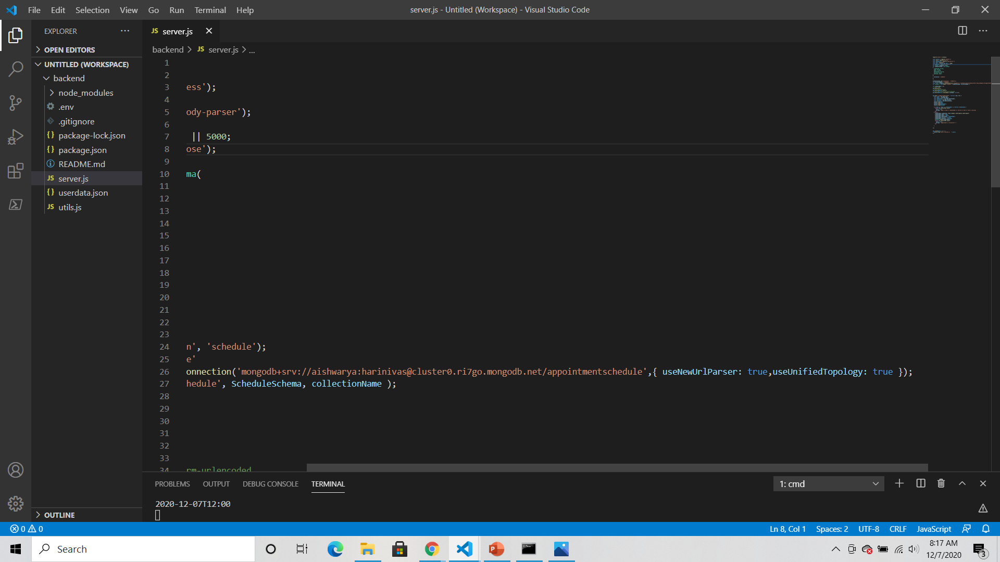 File Edit Selection View Go Run Terminal Help
server.js - Untitled (Workspace) - Visual Studio Code
EXPLORER
OPEN EDITORS
UNTITLED (WORKSPACE)
backend
node_modules
.env
.gitignore
package-lock.json
package.json
README.md
JS server.js
userdata.json
JS utils.js
OUTLINE
JS server.js
backend > JS server.js > ...
1
2
3 ess');
4
5 ody-parser');
6
7 || 5000;
8 ose');
9
10 ma(
11
12
13
14
15
16
17
18
19
20
21
22
23
24 n', 'schedule');
25 e'
26 onnection('mongodb+srv://aishwarya:harinivas@cluster0.ri7go.mongodb.net/appointmentschedule',{ useNewUrlParser: true,useUnifiedTopology: true });
27 hedule', ScheduleSchema, collectionName );
28
29
30
31
32
33
34 rm-urlencoded
PROBLEMS OUTPUT DEBUG CONSOLE TERMINAL
1: cmd
2020-12-07T12:00
0 0
Ln 8, Col 1 Spaces: 2 UTF-8 CRLF JavaScript
Search
8:17 AM
12/7/2020
3